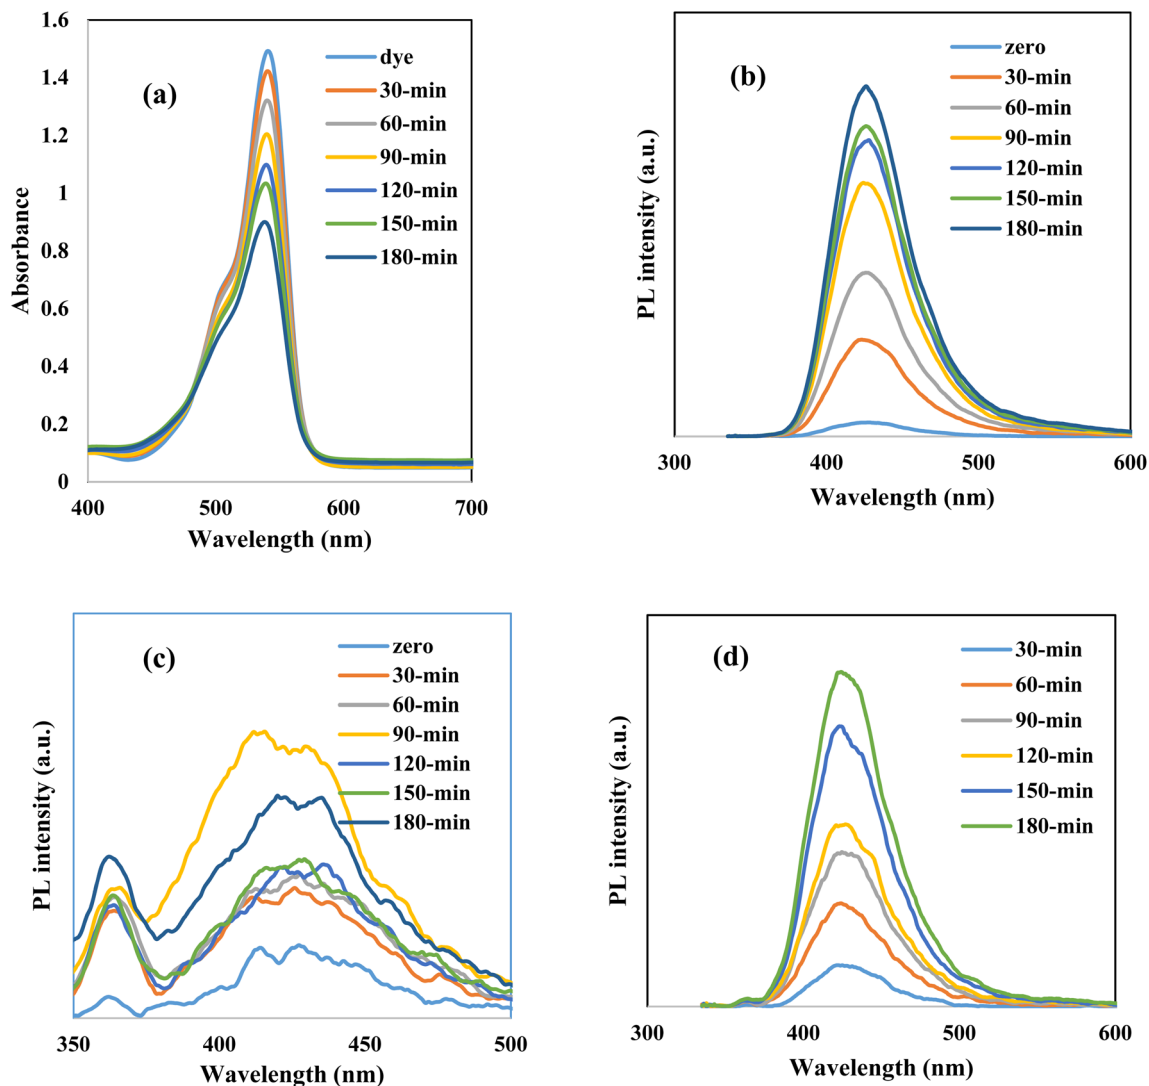 (a)
Absorbance
1.6
1.4
1.2
1
0.8
0.6
0.4
0.2
0
dye
30-min
60-min
90-min
120-min
150-min
180-min
400 500 600 700
Wavelength (nm)
(b)
PL intensity (a.u.)
zero
30-min
60-min
90-min
120-min
150-min
180-min
300 400 500 600
Wavelength (nm)
(c)
PL intensity (a.u.)
zero
30-min
60-min
90-min
120-min
150-min
180-min
350 400 450 500
Wavelength (nm)
(d)
PL intensity (a.u.)
30-min
60-min
90-min
120-min
150-min
180-min
300 400 500 600
Wavelength (nm)